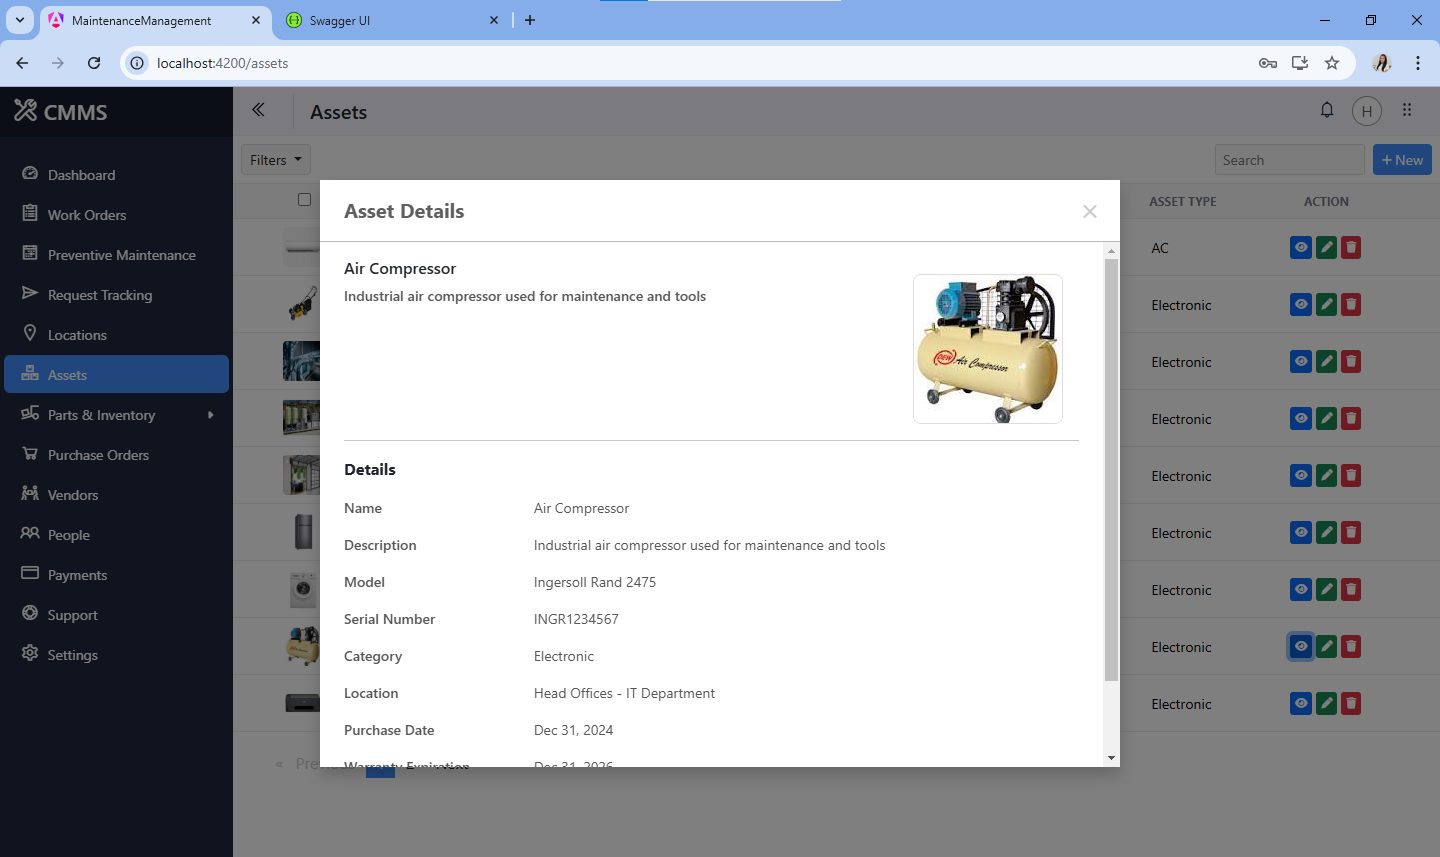 MaintenanceManagement
Swagger UI
localhost:4200/assets
CMMS
Assets
H
Dashboard
Work Orders
Preventive Maintenance
Request Tracking
Locations
Assets
Parts & Inventory
Purchase Orders
Vendors
People
Payments
Support
Settings
Filters
Search
+ New
ASSET TYPE ACTION
AC
Electronic
Electronic
Electronic
Electronic
Electronic
Electronic
Electronic
Electronic
Asset Details
Air Compressor
Industrial air compressor used for maintenance and tools
Air Compressor
Details
Name Air Compressor
Description Industrial air compressor used for maintenance and tools
Model Ingersoll Rand 2475
Serial Number INGR1234567
Category Electronic
Location Head Offices - IT Department
Purchase Date Dec 31, 2024
Warranty Expiration Dec 31, 2026
«